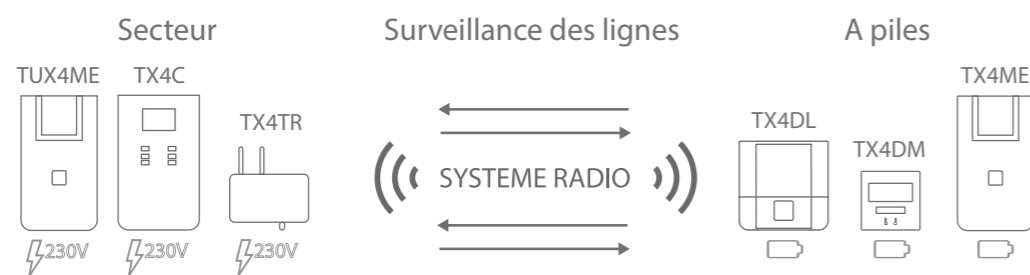 Secteur
Surveillance des lignes
A piles
TUX4ME
TX4C
TX4TR
TX4DL
TX4DM
TX4ME
SYSTEME RADIO
230V
230V
230V